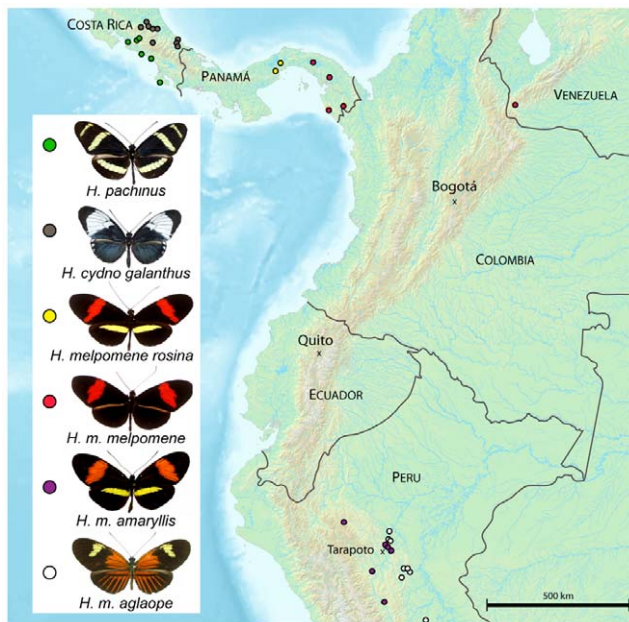 COSTA RICA
PANAMÁ
VENEZUELA
H. pachinus
Bogotá
x
H. cydno galanthus
COLOMBIA
H. melpomene rosina
Quito
x
ECUADOR
H. m. melpomene
PERU
H. m. amaryllis
Tarapoto x
H. m. aglaope
500 km